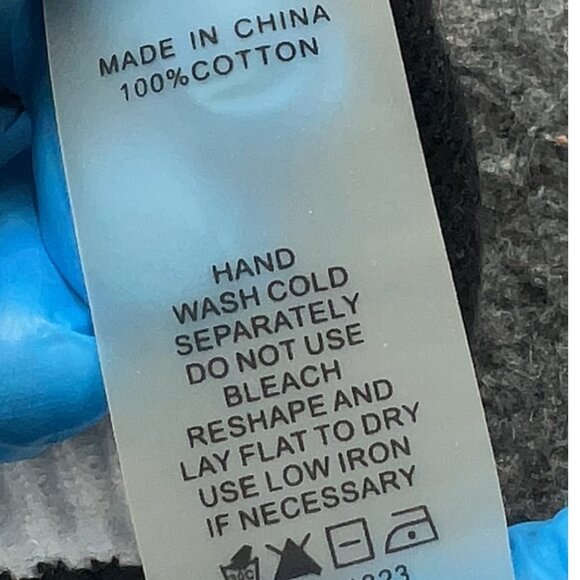 MADE IN CHINA
100%COTTON
HAND
WASH COLD
SEPARATELY
DO NOT USE
BLEACH
RESHAPE AND
LAY FLAT TO DRY
USE LOW IRON
IF NECESSARY